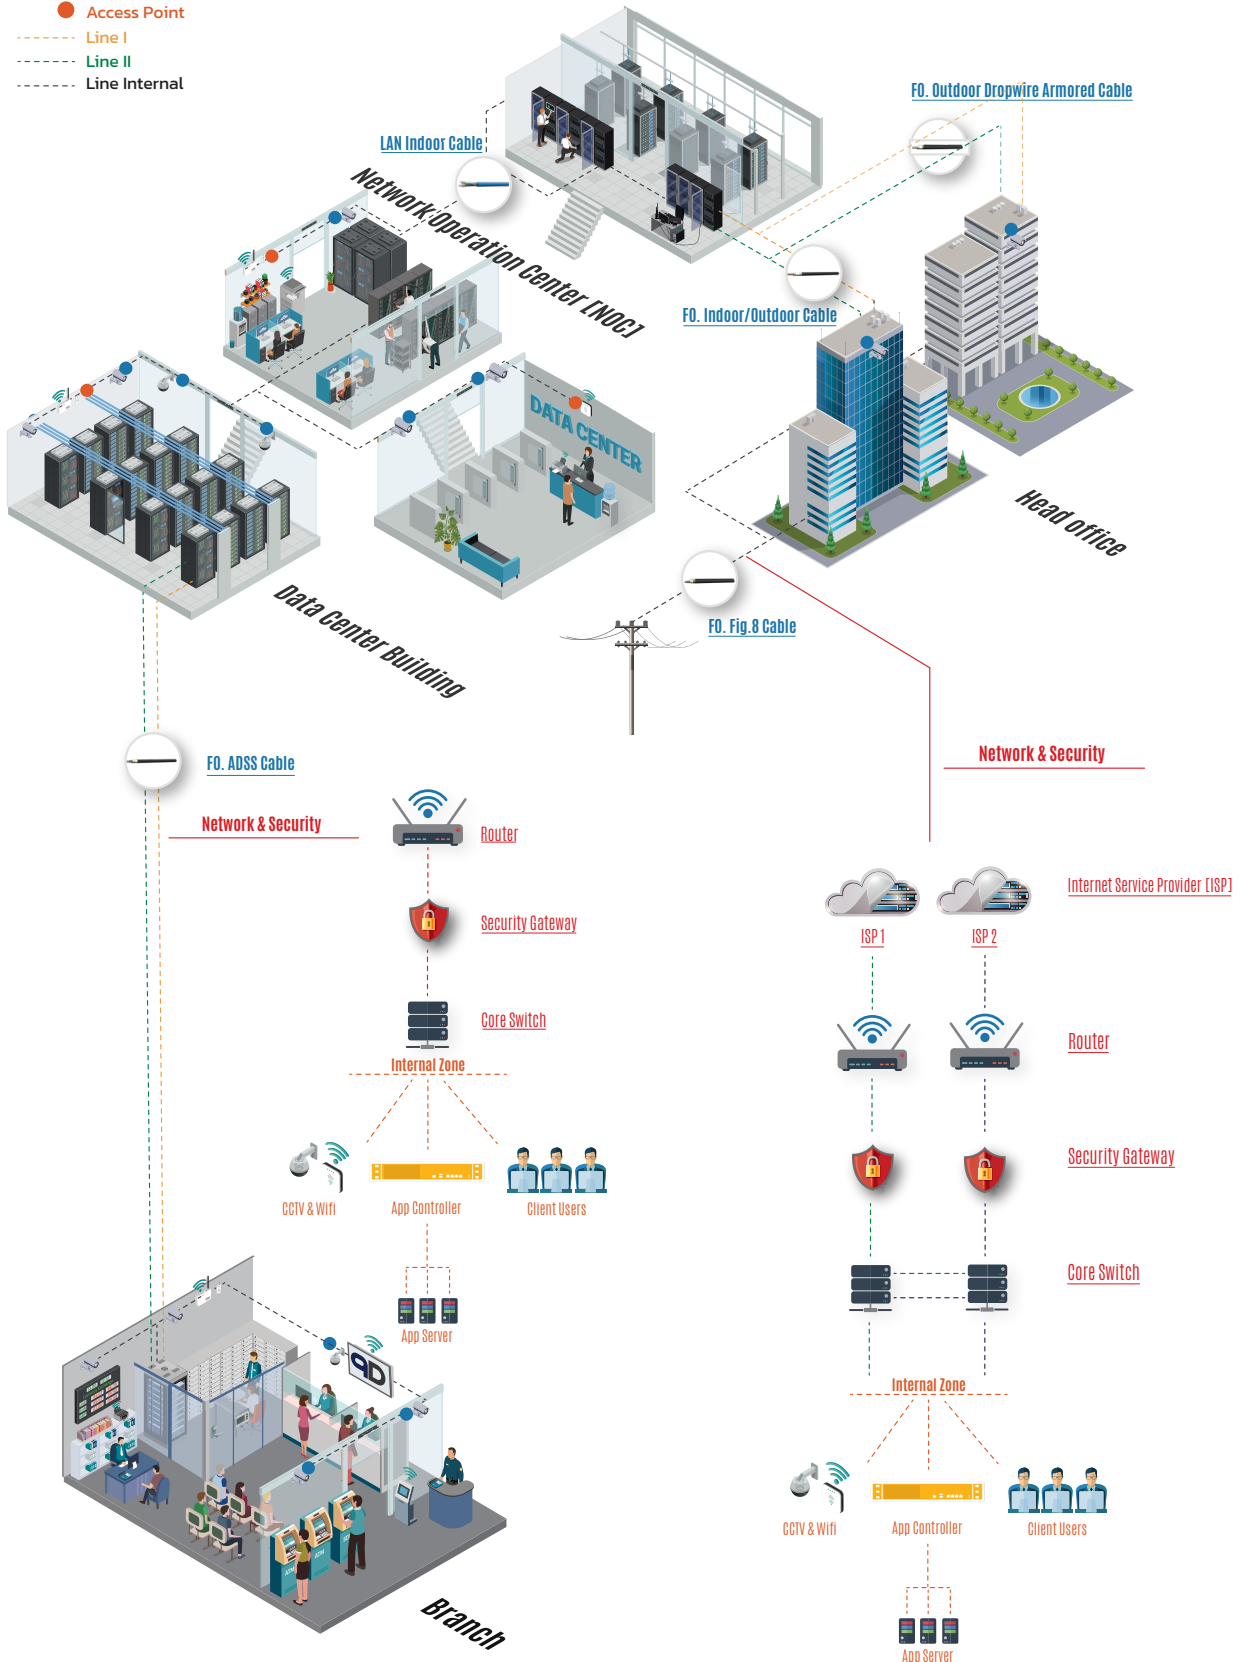 Access Point
Line I
Line II
Line Internal
FO. Outdoor Dropwire Armored Cable
LAN Indoor Cable
Network Operation Center [NOC]
FO. Indoor/Outdoor Cable
DATA CENTER
Head office
Data Center Building
FO. Fig.8 Cable
FO. ADSS Cable
Network & Security
Router
Security Gateway
Core Switch
Internal Zone
CCTV & Wifi
App Controller
Client Users
App Server
Network & Security
Internet Service Provider [ISP]
ISP 1
ISP 2
Router
Security Gateway
Core Switch
Internal Zone
CCTV & Wifi
App Controller
Client Users
App Server
ATM
ATM
Branch